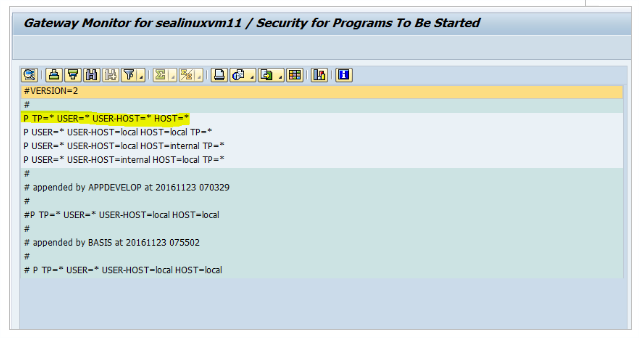 Gateway Monitor for sealinuxvm11 / Security for Programs To Be Started
#VERSION=2
#
P TP=* USER=* USER-HOST=* HOST=*
P USER=* USER-HOST=local HOST=local TP=*
P USER=* USER-HOST=local HOST=internal TP=*
P USER=* USER-HOST=internal HOST=local TP=*
#
# appended by APPDEVELOP at 20161123 070329
#
#P TP=* USER=* USER-HOST=local HOST=local
#
# appended by BASIS at 20161123 075502
#
# P TP=* USER=* USER-HOST=local HOST=local